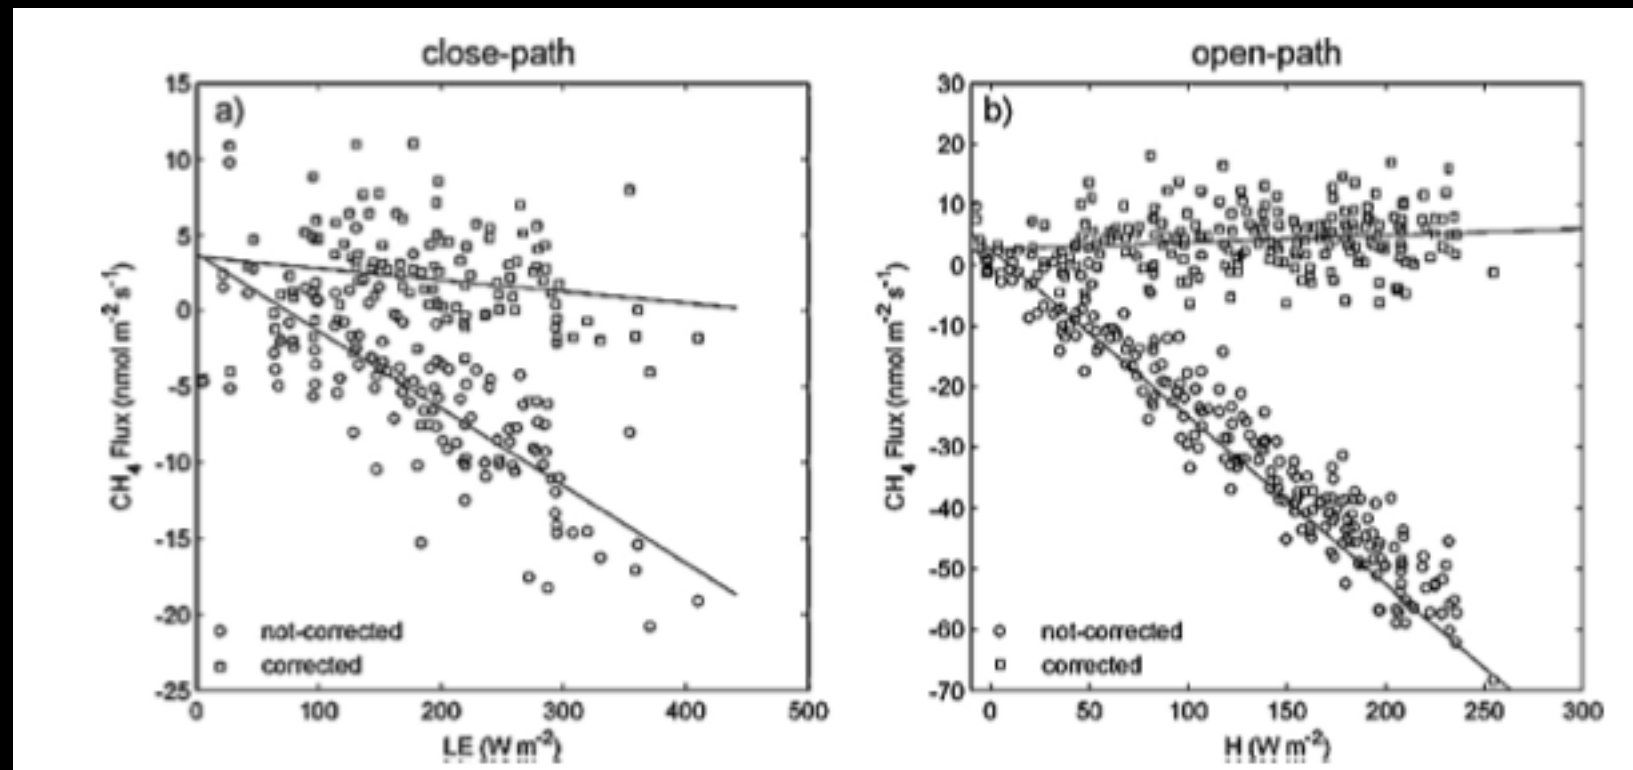 close-path
a)
15
10
5
0
-5
-10
-15
-20
-25
CH4 Flux (nmol m-2 s-1)
not-corrected
corrected
0 100 200 300 400 500
LE (W m-2)
open-path
b)
30
20
10
0
-10
-20
-30
-40
-50
-60
-70
CH4 Flux (nmol m-2 s-1)
not-corrected
corrected
0 50 100 150 200 250 300
H (W m-2)